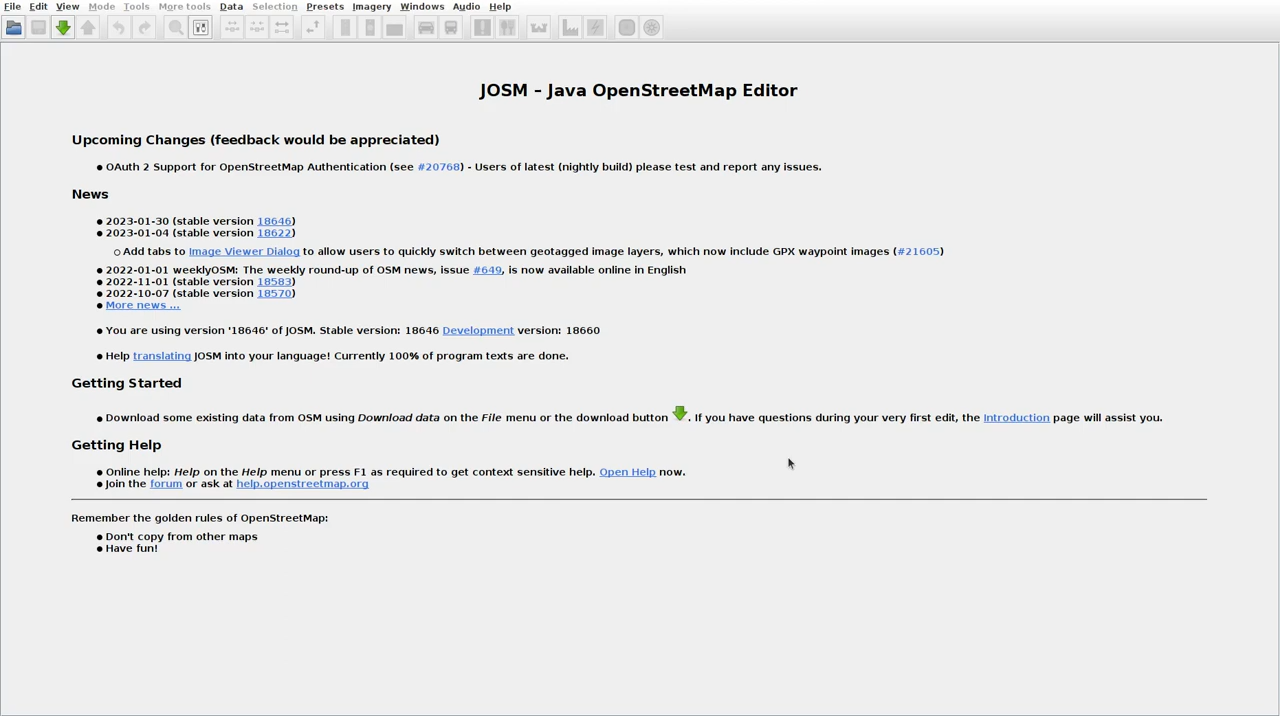 File Edit View Mode Tools More tools Data Selection Presets Imagery Windows Audio Help
JOSM – Java OpenStreetMap Editor
Upcoming Changes (feedback would be appreciated)
● OAuth 2 Support for OpenStreetMap Authentication (see #20768) - Users of latest (nightly build) please test and report any issues.
News
● 2023-01-30 (stable version 18646)
● 2023-01-04 (stable version 18622)
○ Add tabs to Image Viewer Dialog to allow users to quickly switch between geotagged image layers, which now include GPX waypoint images (#21605)
● 2022-01-01 weeklyOSM: The weekly round-up of OSM news, issue #649, is now available online in English
● 2022-11-01 (stable version 18583)
● 2022-10-07 (stable version 18570)
● More news ...
● You are using version '18646' of JOSM. Stable version: 18646 Development version: 18660
● Help translating JOSM into your language! Currently 100% of program texts are done.
Getting Started
● Download some existing data from OSM using Download data on the File menu or the download button . If you have questions during your very first edit, the Introduction page will assist you.
Getting Help
● Online help: Help on the Help menu or press F1 as required to get context sensitive help. Open Help now.
● Join the forum or ask at help.openstreetmap.org
Remember the golden rules of OpenStreetMap:
● Don't copy from other maps
● Have fun!